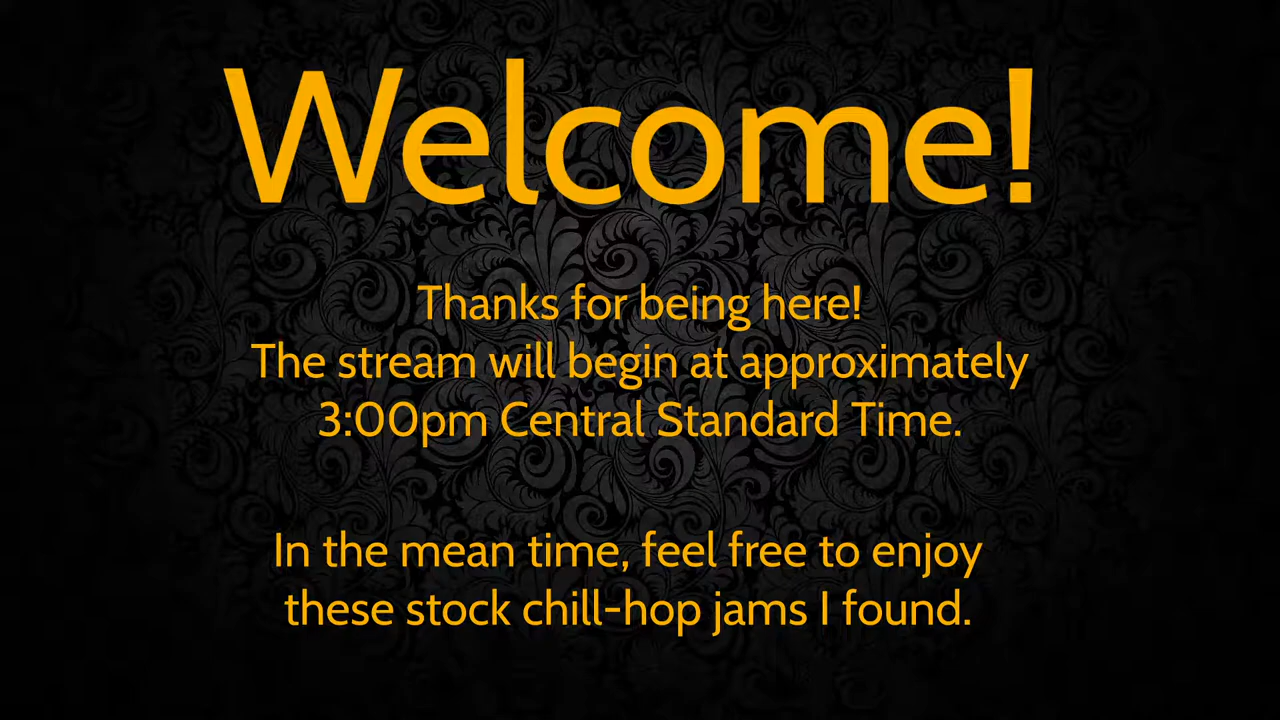 Welcome!
Thanks for being here!
The stream will begin at approximately
3:00pm Central Standard Time.
In the mean time, feel free to enjoy
these stock chill-hop jams I found.